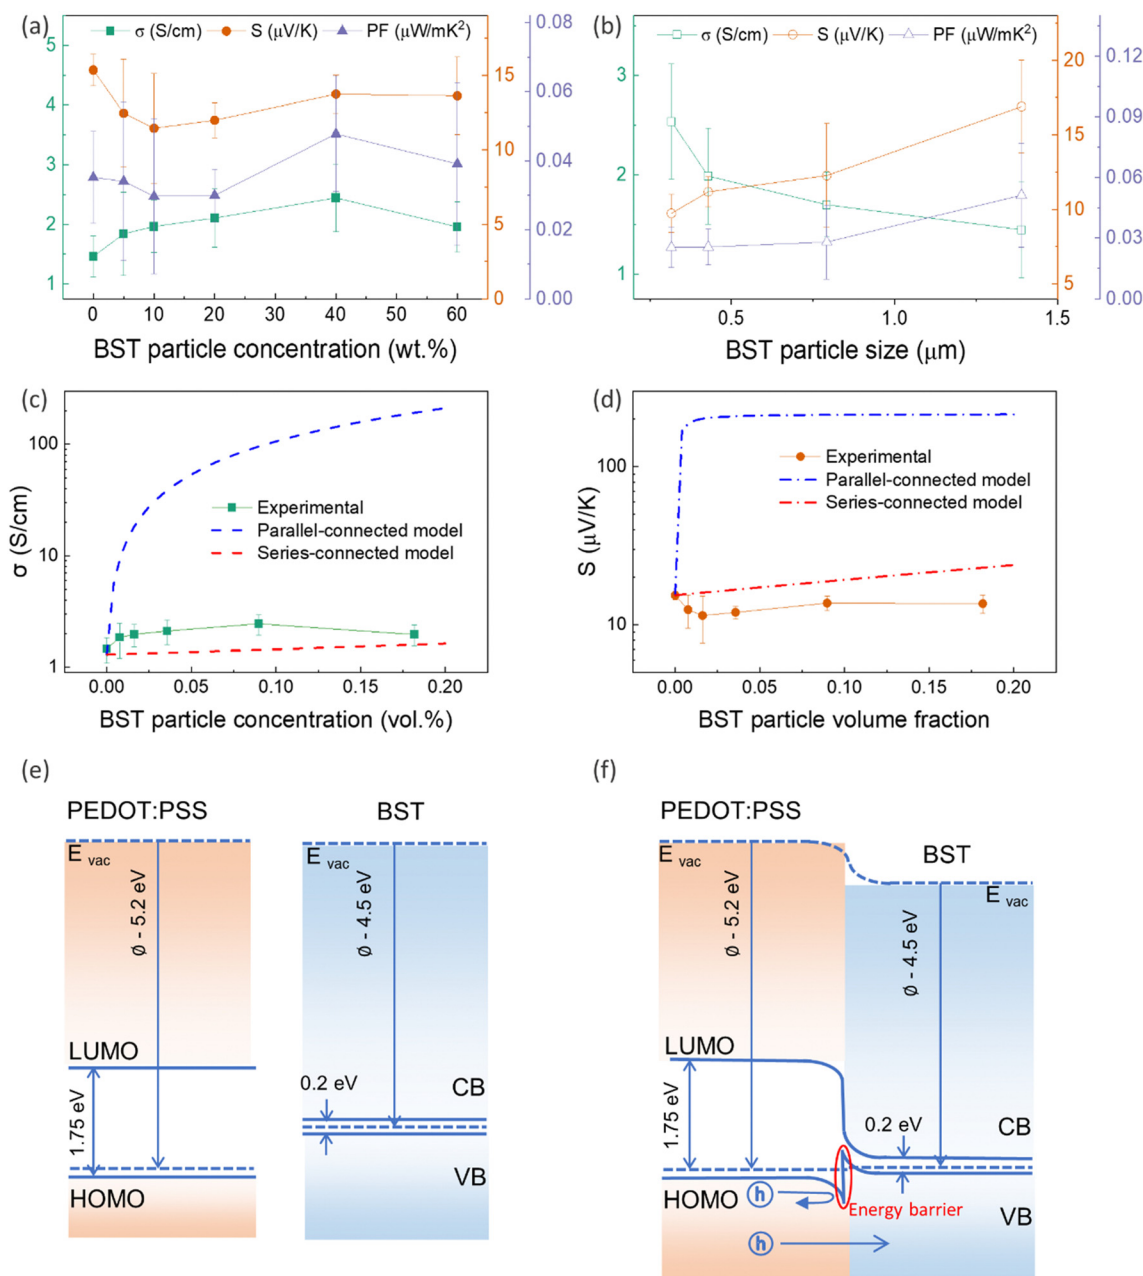 (a)
σ (S/cm) S (μV/K) PF (μW/mK²)
5
4
3
2
1
15
10
5
0
0.08
0.06
0.04
0.02
0.00
0 10 20 30 40 50 60
BST particle concentration (wt.%)
(b)
σ (S/cm) S (μV/K) PF (μW/mK²)
3
2
1
20
15
10
5
0.12
0.09
0.06
0.03
0.00
0.5 1.0 1.5
BST particle size (μm)
(c)
σ (S/cm)
100
10
1
Experimental
Parallel-connected model
Series-connected model
0.00 0.05 0.10 0.15 0.20
BST particle concentration (vol.%)
(d)
S (μV/K)
100
10
Experimental
Parallel-connected model
Series-connected model
0.00 0.05 0.10 0.15 0.20
BST particle volume fraction
(e)
PEDOT:PSS
BST
E vac
E vac
ø - 5.2 eV
ø - 4.5 eV
LUMO
1.75 eV
HOMO
0.2 eV
CB
VB
(f)
PEDOT:PSS
BST
E vac
E vac
ø - 5.2 eV
ø - 4.5 eV
LUMO
1.75 eV
HOMO
0.2 eV
CB
VB
h
Energy barrier
h